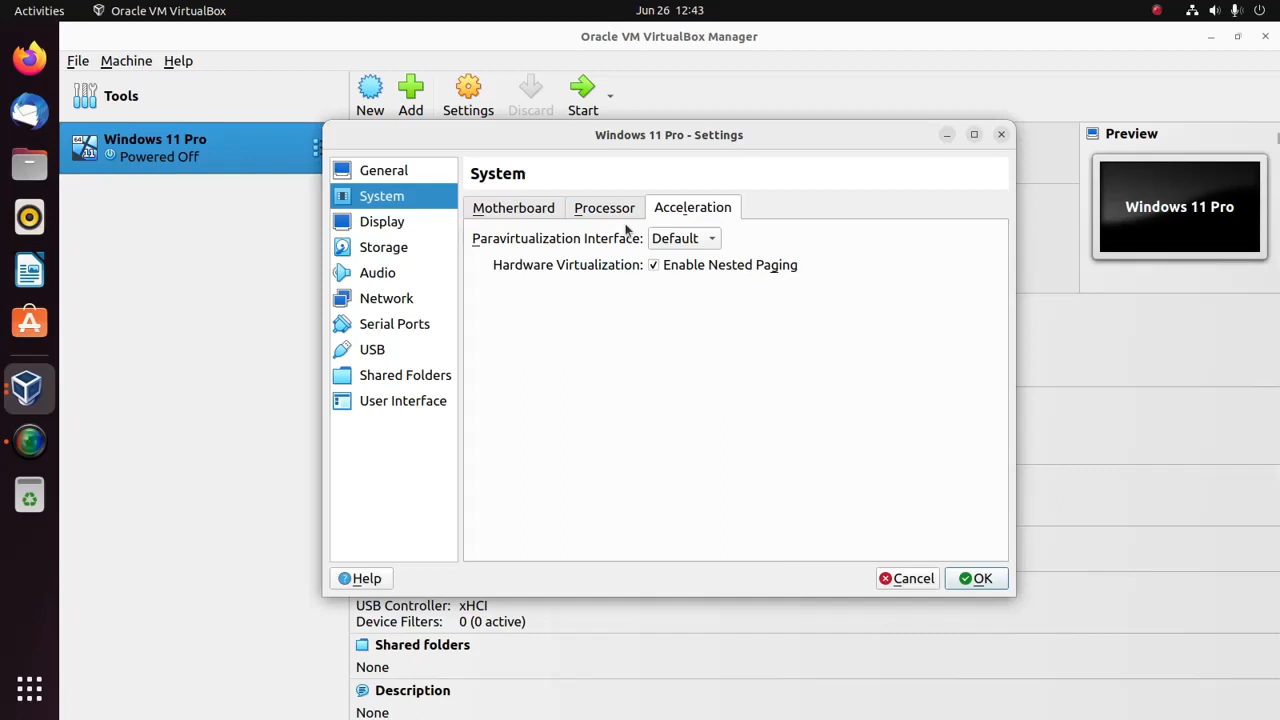 Activities
Oracle VM VirtualBox
Jun 26 12:43
Oracle VM VirtualBox Manager
File Machine Help
Tools
New
Add
Settings
Discard
Start
64
11
Windows 11 Pro
Powered Off
Preview
Windows 11 Pro
Windows 11 Pro - Settings
General
System
Display
Storage
Audio
Network
Serial Ports
USB
Shared Folders
User Interface
System
Motherboard
Processor
Acceleration
Paravirtualization Interface: Default
Hardware Virtualization: Enable Nested Paging
Help
Cancel
OK
USB Controller: xHCI
Device Filters: 0 (0 active)
Shared folders
None
Description
None